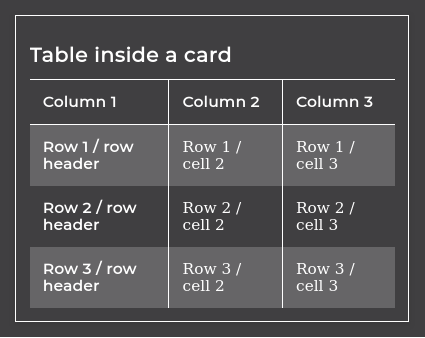 Table inside a card
Column 1 Column 2 Column 3
Row 1 / row Row 1 / Row 1 /
header cell 2 cell 3
Row 2 / row Row 2 / Row 2 /
header cell 2 cell 3
Row 3 / row Row 3 / Row 3 /
header cell 2 cell 3